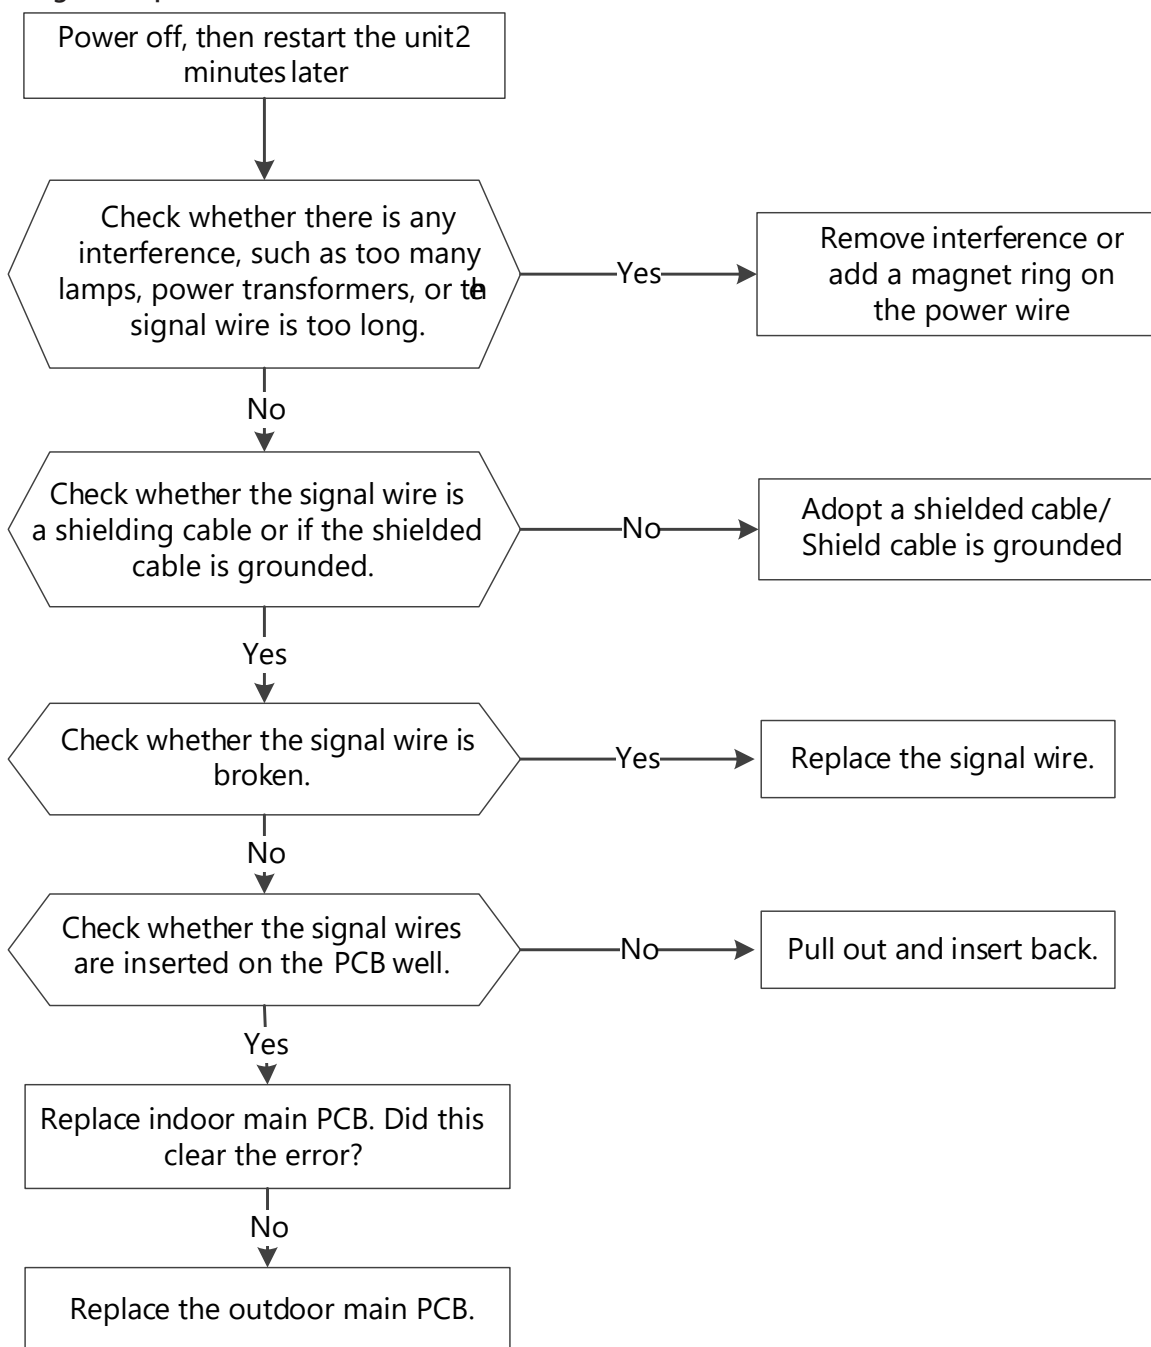 Power off, then restart the unit 2
minutes later
Check whether there is any
interference, such as too many
lamps, power transformers, or the
signal wire is too long.
Yes
Remove interference or
add a magnet ring on
the power wire
No
Check whether the signal wire is
a shielding cable or if the shielded
cable is grounded.
No
Adopt a shielded cable/
Shield cable is grounded
Yes
Check whether the signal wire is
broken.
Yes
Replace the signal wire.
No
Check whether the signal wires
are inserted on the PCB well.
No
Pull out and insert back.
Yes
Replace indoor main PCB. Did this
clear the error?
No
Replace the outdoor main PCB.